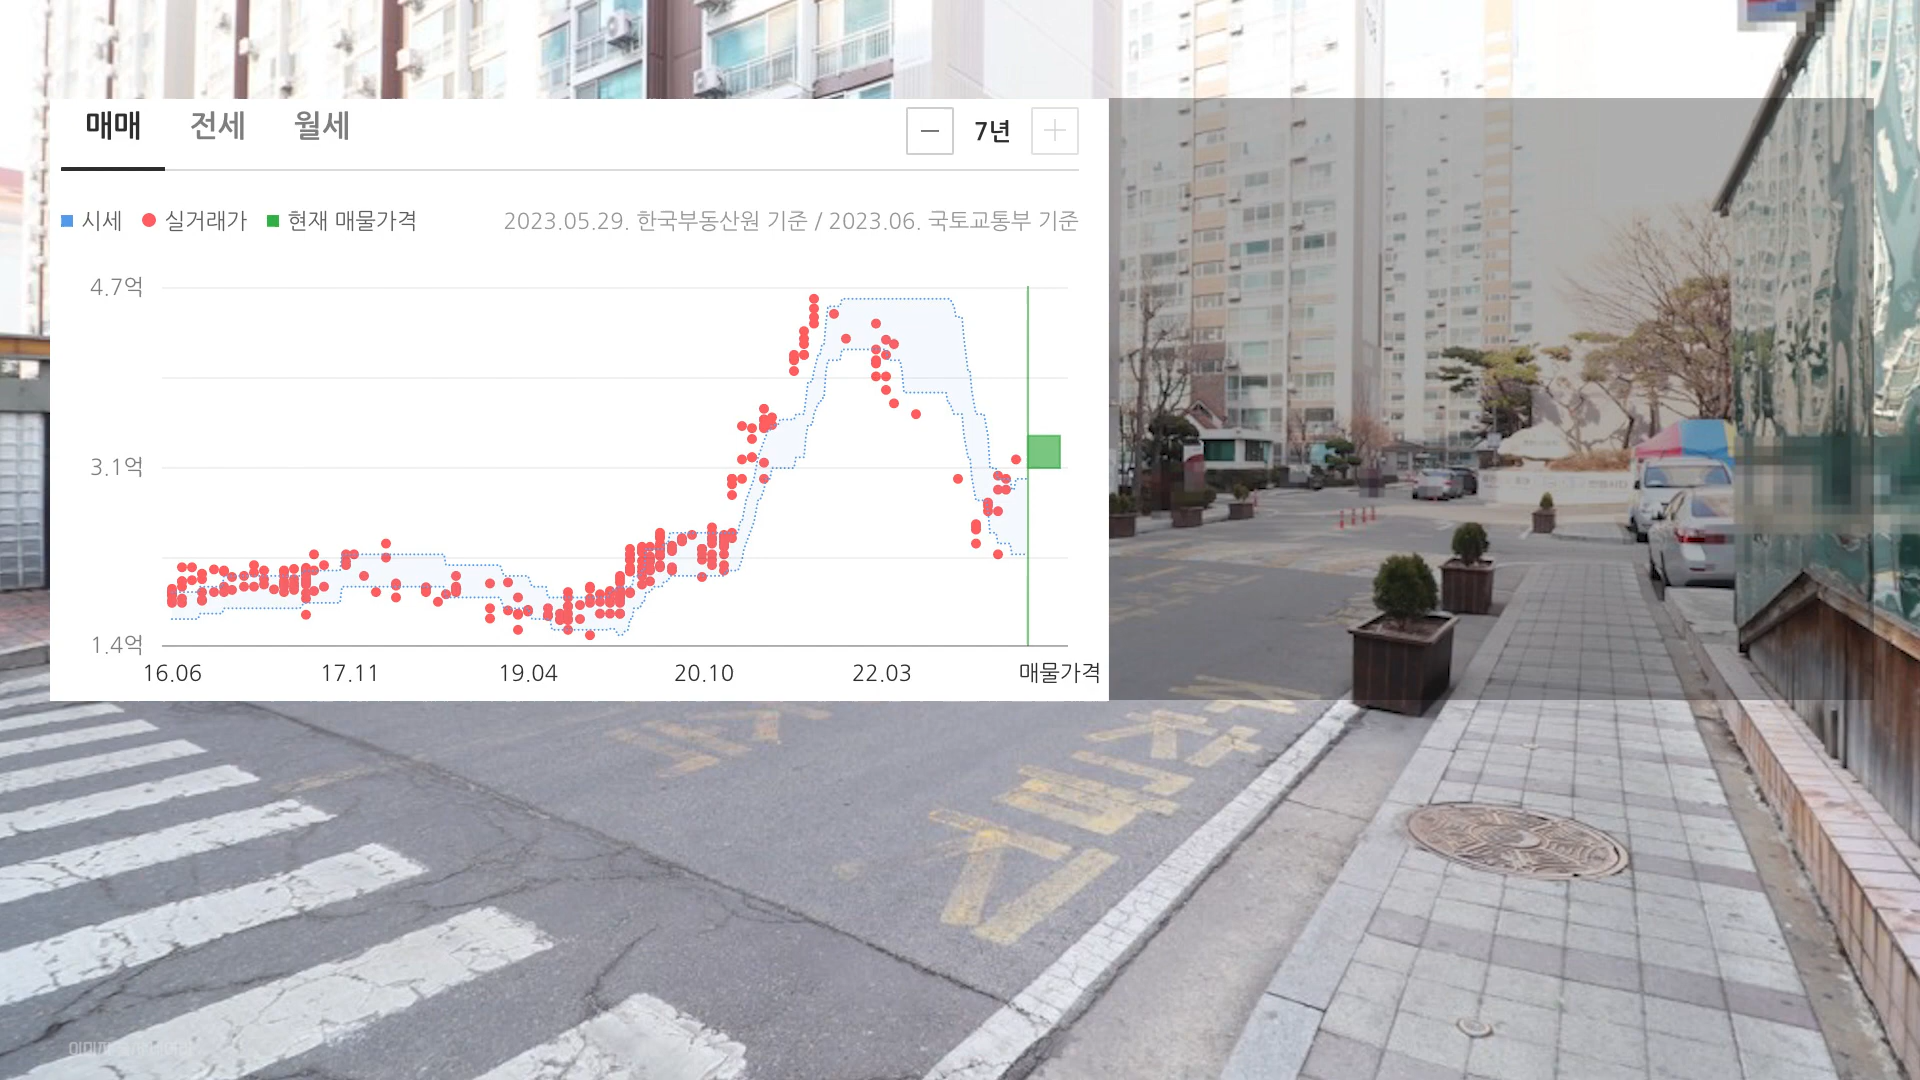 매매 전세 월세 7년
시세 실거래가 현재 매물가격 2023.05.29. 한국부동산원 기준 / 2023.06. 국토교통부 기준
4.7억
3.1억
1.4억
16.06 17.11 19.04 20.10 22.03 매물가격